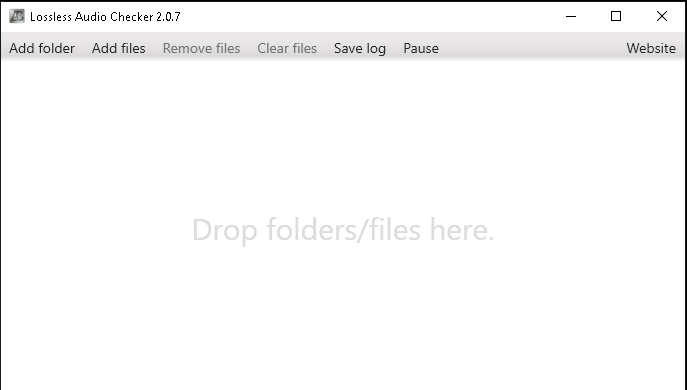 Lossless Audio Checker 2.0.7
Add folder Add files Remove files Clear files Save log Pause Website
Drop folders/files here.